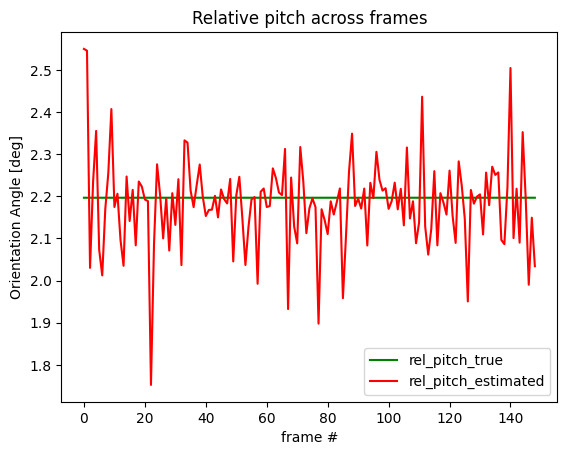 Relative pitch across frames
Orientation Angle [deg]
2.5
2.4
2.3
2.2
2.1
2.0
1.9
1.8
0 20 40 60 80 100 120 140
frame #
rel_pitch_true
rel_pitch_estimated